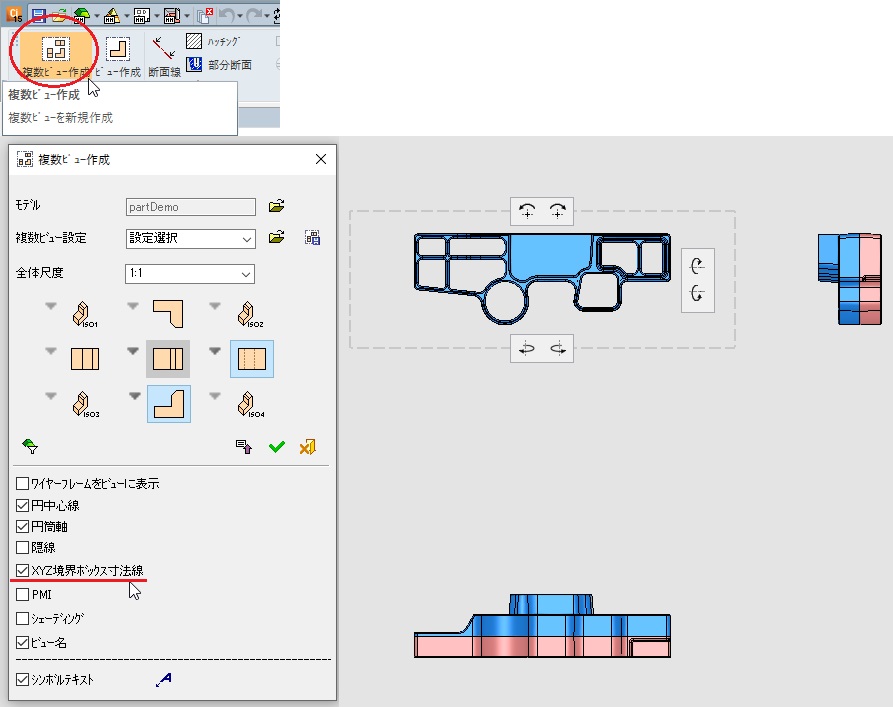 Ci
15
複数ﾋﾞｭｰ作成
ﾋﾞｭｰ作成
断面線
ﾊｯﾁﾝｸﾞ
部分断面
複数ﾋﾞｭｰ作成
複数ﾋﾞｭｰを新規作成
複数ﾋﾞｭｰ作成
ﾓﾃﾞﾙ
partDemo
複数ﾋﾞｭｰ設定
設定選択
全体尺度
1:1
ISO1
ISO2
ISO3
ISO4
ﾜｲﾔｰﾌﾚｰﾑをﾋﾞｭｰに表示
円中心線
円筒軸
隠線
XYZ境界ﾎﾞｯｸｽ寸法線
PMI
ｼｪｰﾃﾞｨﾝｸﾞ
ﾋﾞｭｰ名
ｼﾝﾎﾞﾙﾃｷｽﾄ